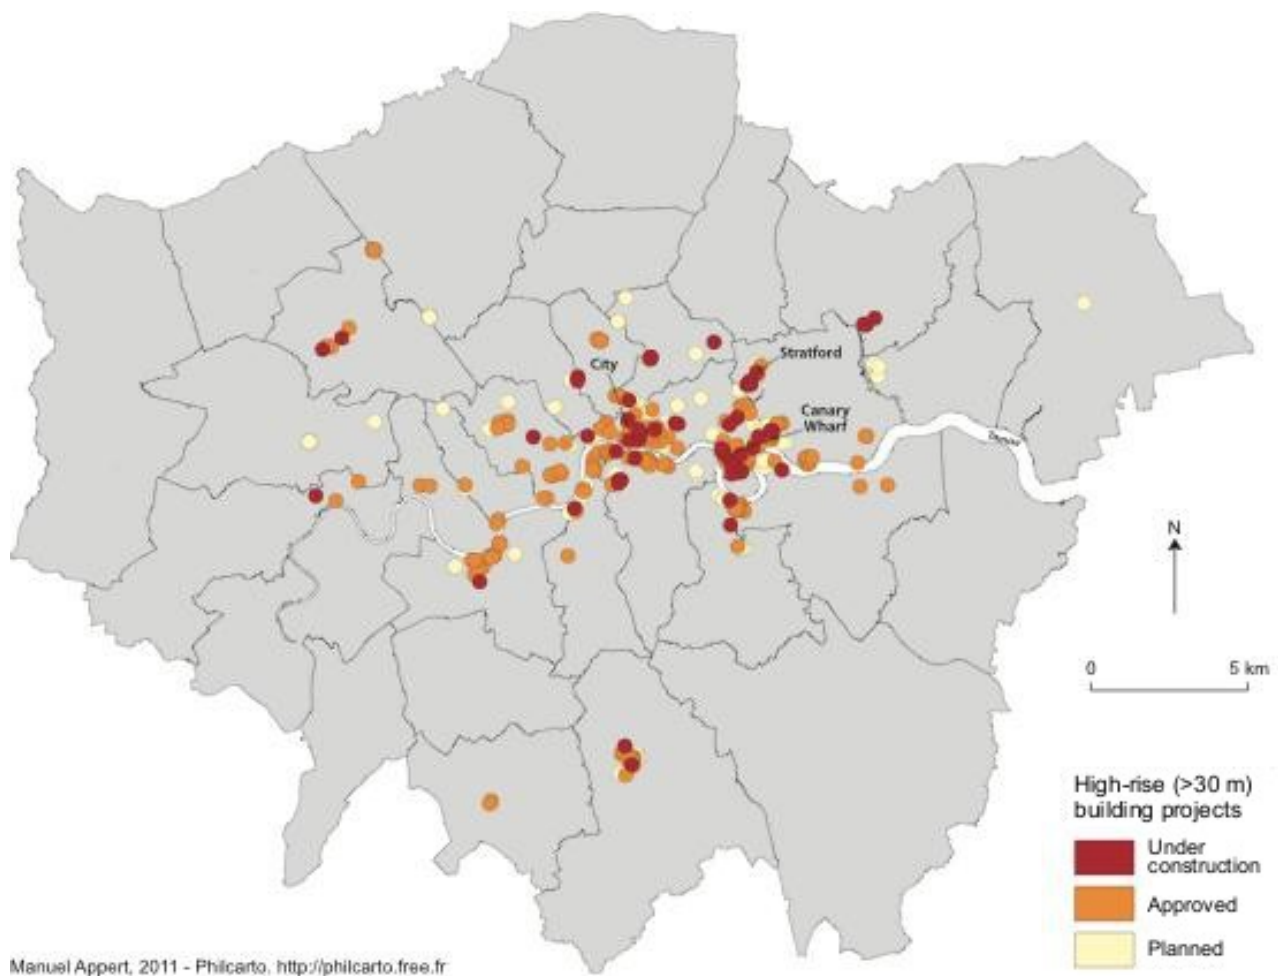 City
Stratford
Canary
Wharf
Thames
N
0 5 km
High-rise (>30 m)
building projects
Under
construction
Approved
Planned
Manuel Appert, 2011 - Philcarto. http://philcarto.free.fr